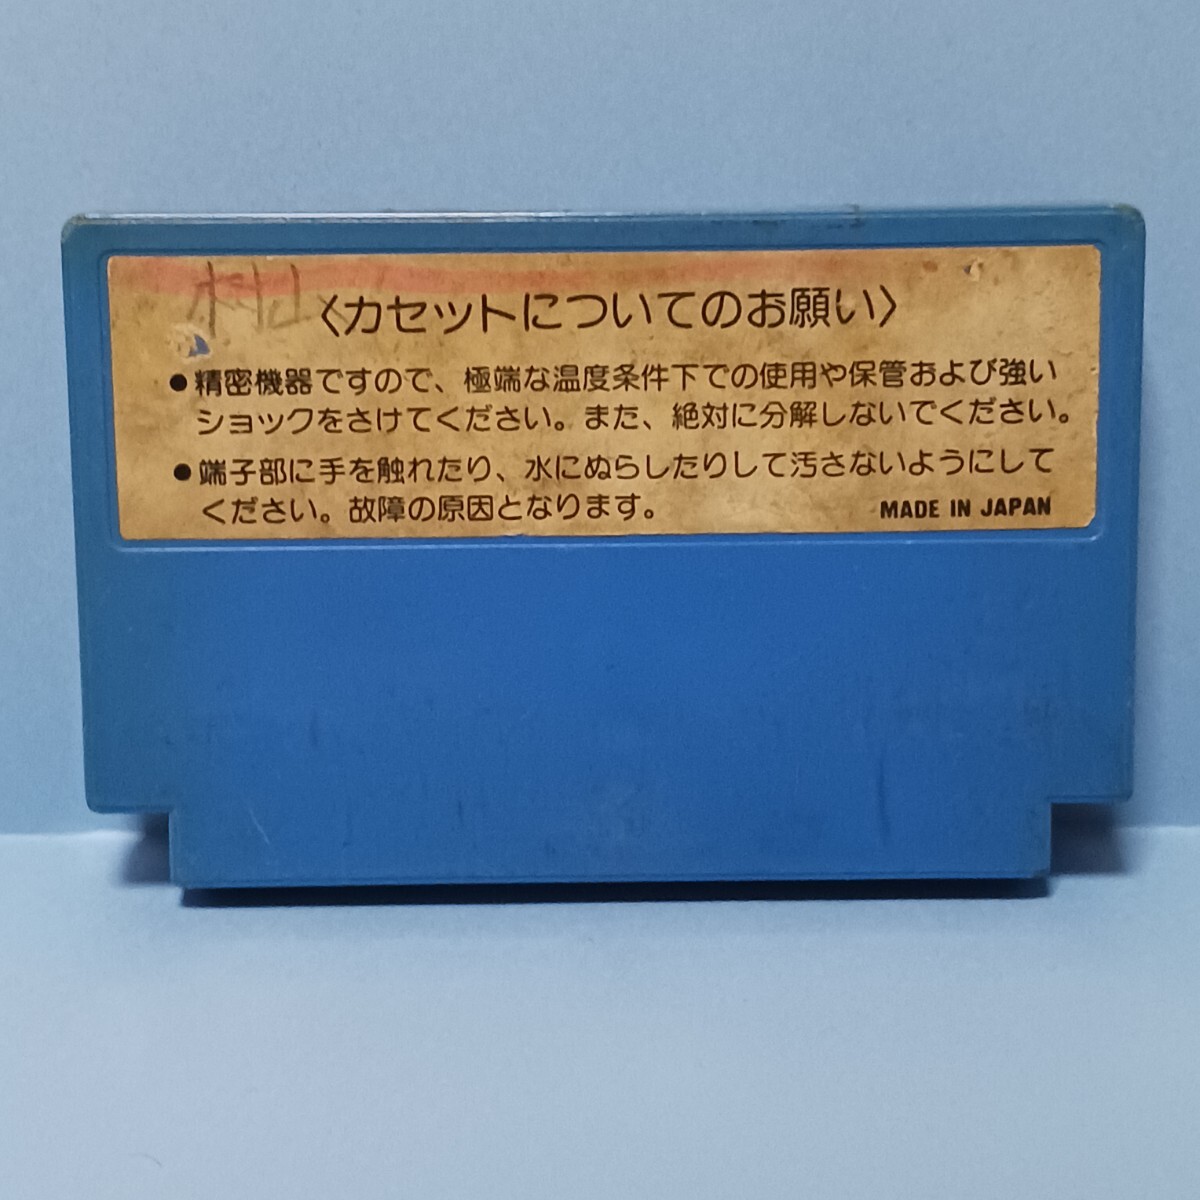 村山
〈カセットについてのお願い〉
●精密機器ですので、極端な温度条件下での使用や保管および強い
ショックをさけてください。また、絶対に分解しないでください。
●端子部に手を触れたり、水にぬらしたりして汚さないようにして
ください。故障の原因となります。
MADE IN JAPAN